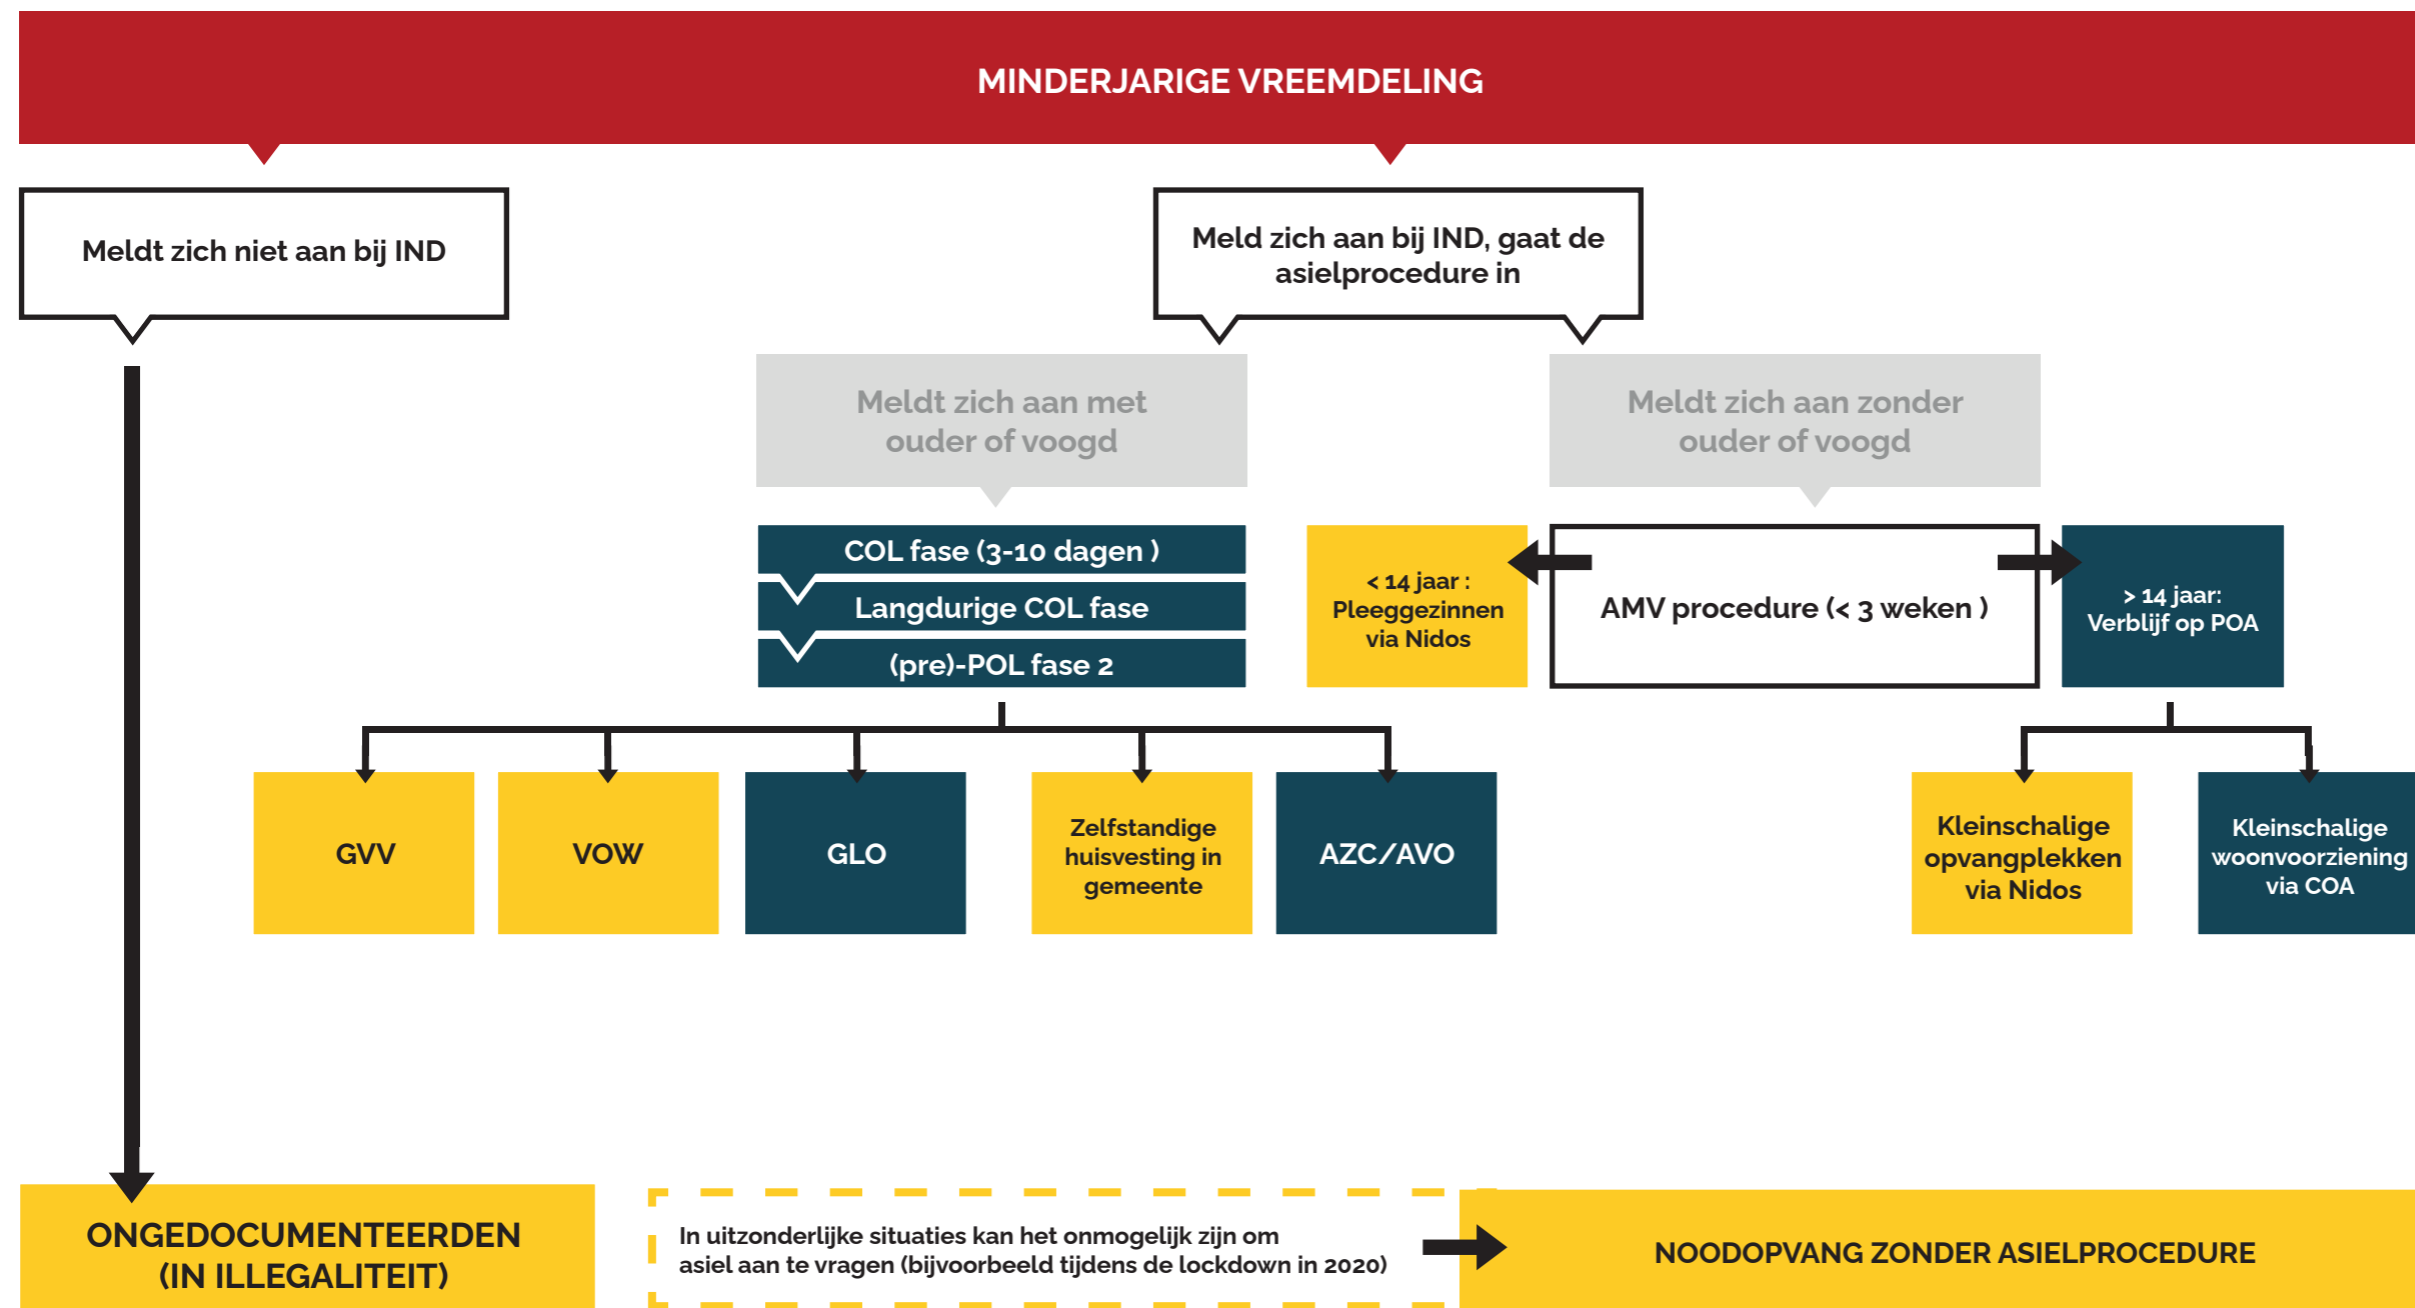 MINDERJARIGE VREEMDELING
Meldt zich niet aan bij IND
Meld zich aan bij IND, gaat de
asielprocedure in
Meldt zich aan met
ouder of voogd
Meldt zich aan zonder
ouder of voogd
COL fase (3-10 dagen )
Langdurige COL fase
(pre)-POL fase 2
< 14 jaar :
Pleeggezinnen
via Nidos
AMV procedure (< 3 weken )
> 14 jaar:
Verblijf op POA
GVV
VOW
GLO
Zelfstandige
huisvesting in
gemeente
AZC/AVO
Kleinschalige
opvangplekken
via Nidos
Kleinschalige
woonvoorziening
via COA
ONGEDOCUMENTEERDEN
(IN ILLEGALITEIT)
In uitzonderlijke situaties kan het onmogelijk zijn om
asiel aan te vragen (bijvoorbeeld tijdens de lockdown in 2020)
NOODOPVANG ZONDER ASIELPROCEDURE